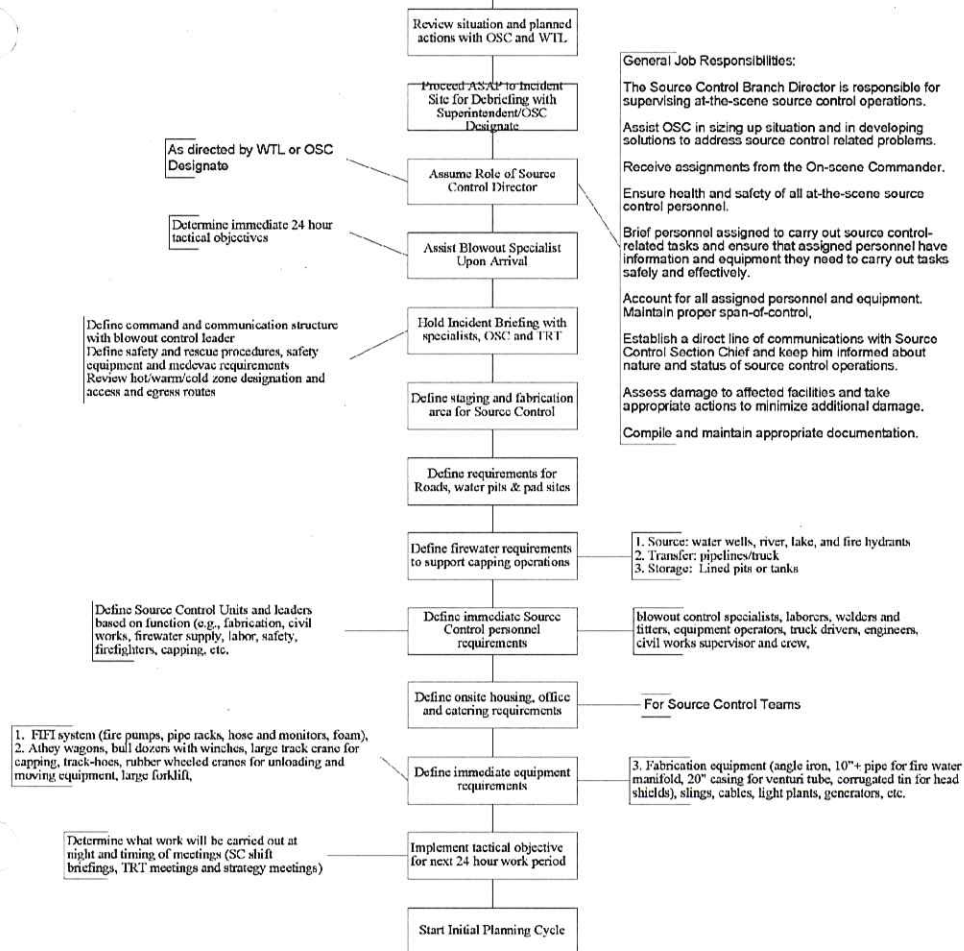 Review situation and planned
actions with OSC and WTL
Proceed ASAP to Incident
Site for Debriefing with
Superintendent/OSC
Designate
As directed by WTL or OSC
Designate
Assume Role of Source
Control Director
General Job Responsibilities:
The Source Control Branch Director is responsible for
supervising at-the-scene source control operations.
Assist OSC in sizing up situation and in developing
solutions to address source control related problems.
Receive assignments from the On-scene Commander.
Ensure health and safety of all at-the-scene source
control personnel.
Brief personnel assigned to carry out source control-
related tasks and ensure that assigned personnel have
information and equipment they need to carry out tasks
safely and effectively.
Account for all assigned personnel and equipment.
Maintain proper span-of-control,
Establish a direct line of communications with Source
Control Section Chief and keep him informed about
nature and status of source control operations.
Assess damage to affected facilities and take
appropriate actions to minimize additional damage.
Compile and maintain appropriate documentation.
Determine immediate 24 hour
tactical objectives
Assist Blowout Specialist
Upon Arrival
Define command and communication structure
with blowout control leader
Define safety and rescue procedures, safety
equipment and medevac requirements
Review hot/warm/cold zone designation and
access and egress routes
Hold Incident Briefing with
specialists, OSC and TRT
Define staging and fabrication
area for Source Control
Define requirements for
Roads, water pits & pad sites
Define firewater requirements
to support capping operations
1. Source: water wells, river, lake, and fire hydrants
2. Transfer: pipelines/truck
3. Storage: Lined pits or tanks
Define Source Control Units and leaders
based on function (e.g., fabrication, civil
works, firewater supply, labor, safety,
firefighters, capping, etc.
Define immediate Source
Control personnel
requirements
blowout control specialists, laborers, welders and
fitters, equipment operators, truck drivers, engineers,
civil works supervisor and crew,
Define onsite housing, office
and catering requirements
For Source Control Teams
1. FIFI system (fire pumps, pipe racks, hose and monitors, foam),
2. Athey wagons, bull dozers with winches, large track crane for
capping, track-hoes, rubber wheeled cranes for unloading and
moving equipment, large forklift,
Define immediate equipment
requirements
3. Fabrication equipment (angle iron, 10"+ pipe for fire water
manifold, 20" casing for venturi tube, corrugated tin for head
shields), slings, cables, light plants, generators, etc.
Determine what work will be carried out at
night and timing of meetings (SC shift
briefings, TRT meetings and strategy meetings)
Implement tactical objective
for next 24 hour work period
Start Initial Planning Cycle